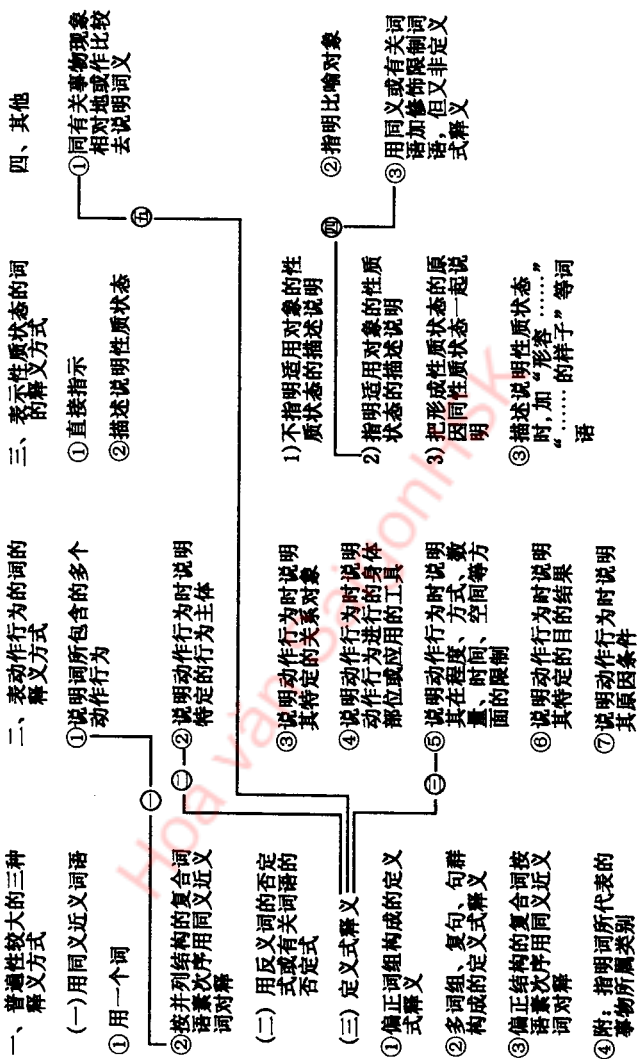 一、普遍性较大的三种
释义方式
(一)用同义近义词语
①用一个词
②按并列结构的复合词
语素次序用同义近义
词对释
(二) 用反义词的否定
式或有关词语的
否定式
(三) 定义式释义
①偏正词组构成的定义
式释义
②多词组、复句、句群
构成的定义式释义
③偏正结构的复合词按
语素次序用同义近义
词对释
④附：指明词所代表的
事物所属类别
二、表动作行为的词的
释义方式
①说明词所包含的多个
动作行为
②说明动作行为时说明
特定的行为主体
③说明动作行为时说明
其特定的关系对象
④说明动作行为时说明
动作行为进行的身体
部位或应用的工具
⑤说明动作行为时说明
其在程度、方式、数
量、时间、空间等方
面的限制
⑥说明动作行为时说明
其特定的目的结果
⑦说明动作行为时说明
其原因条件
三、表示性质状态的词
的释义方式
①直接指示
②描述说明性质状态
1)不指明适用对象的性
质状态的描述说明
2)指明适用对象的性质
状态的描述说明
3)把形成性质状态的原
因同性质状态一起说
明
③描述说明性质状态
时，加“形容……”
“……的样子”等词
语
四、其他
①同有关事物现象
相对地或作比较
去说明词义
②指明比喻对象
③用同义或有关词
语加修饰限制词
语，但又非定义
式释义
㊀
㊁
㊂
㊃
㊄
Hoa văn SaigonHSK